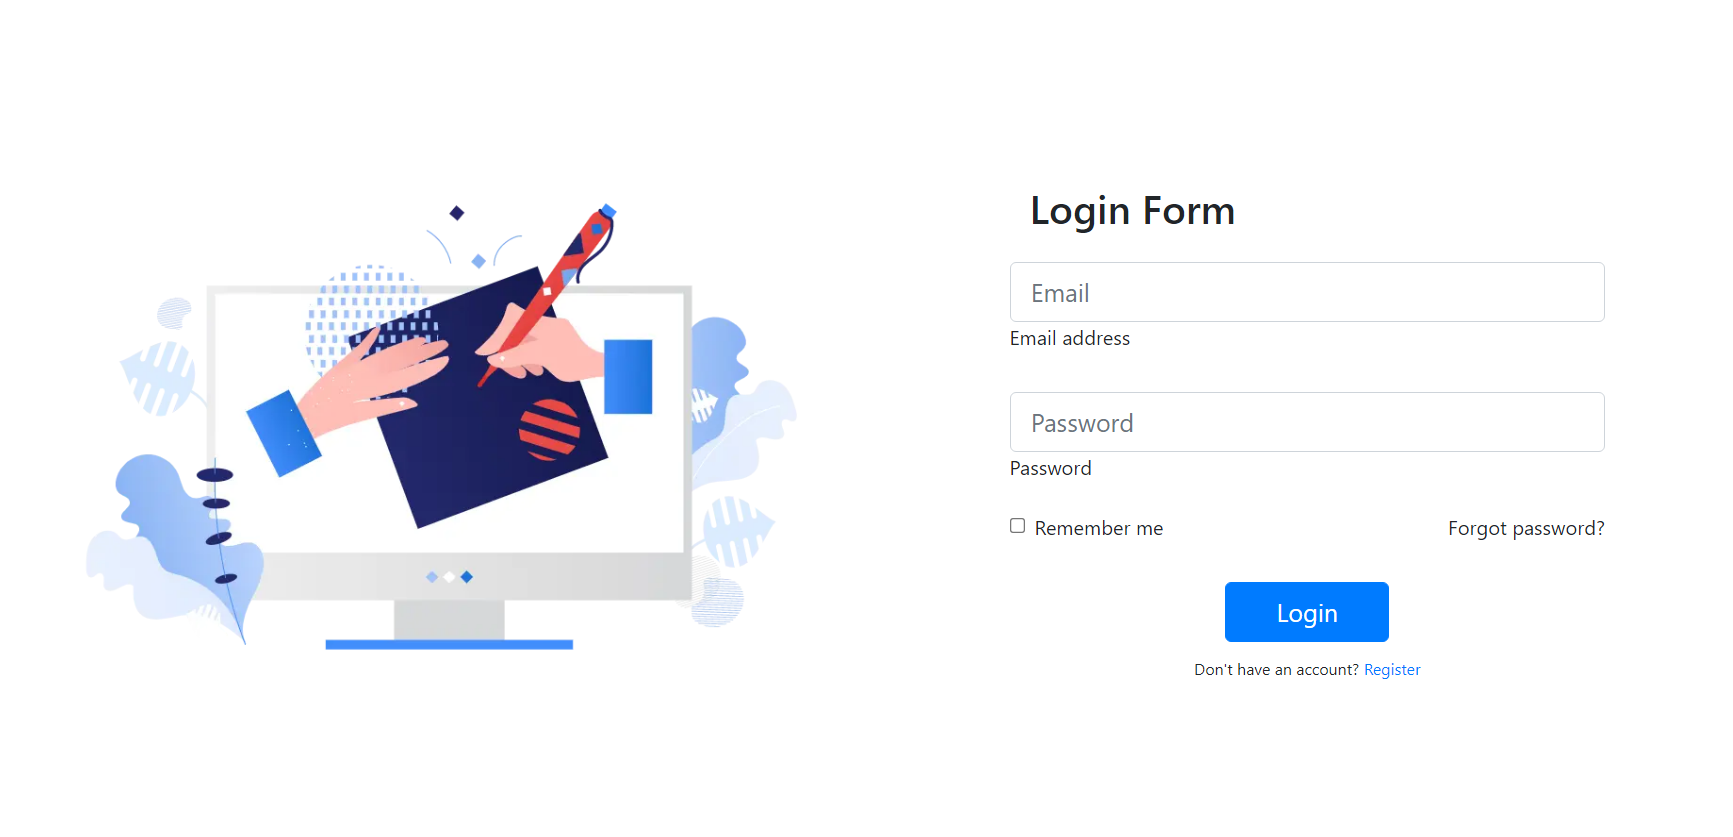 Login Form
Email
Email address
Password
Password
Remember me
Forgot password?
Login
Don't have an account? Register